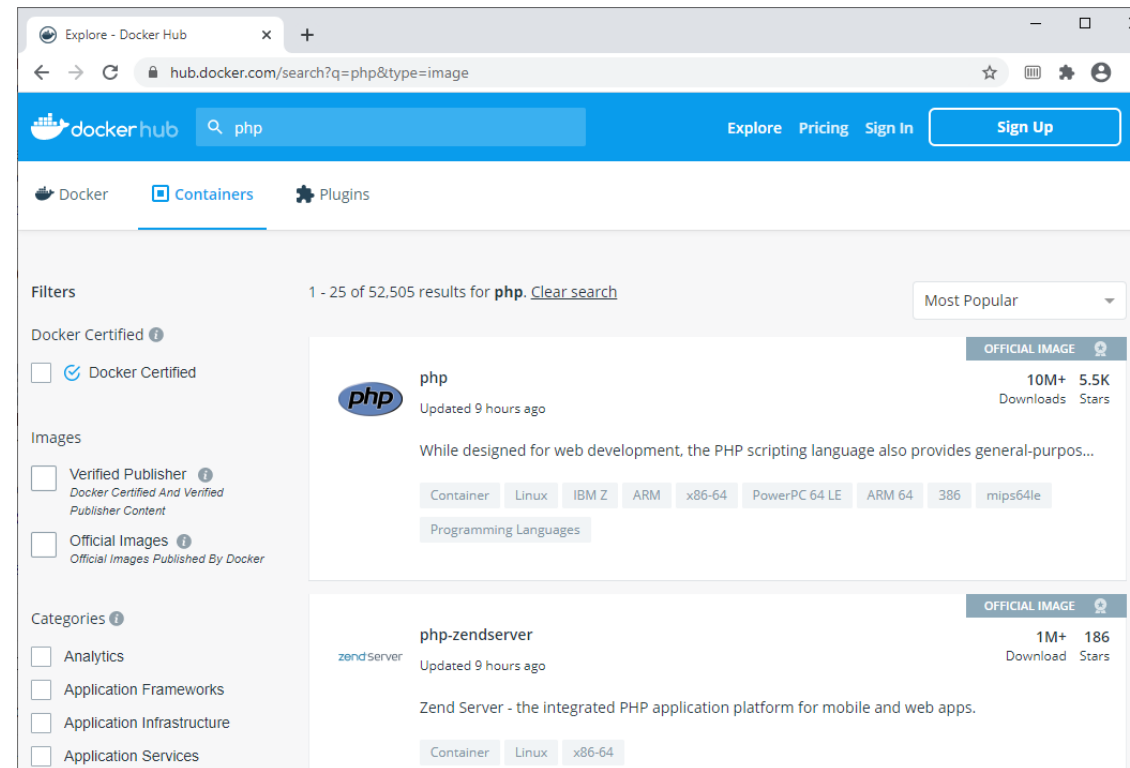 Explore - Docker Hub
hub.docker.com/search?q=php&type=image
dockerhub php Explore Pricing Sign In Sign Up
Docker Containers Plugins
Filters
Docker Certified
Docker Certified
Images
Verified Publisher
Docker Certified And Verified
Publisher Content
Official Images
Official Images Published By Docker
Categories
Analytics
Application Frameworks
Application Infrastructure
Application Services
1 - 25 of 52,505 results for php. Clear search
Most Popular
OFFICIAL IMAGE
php
php
Updated 9 hours ago
10M+ 5.5K
Downloads Stars
While designed for web development, the PHP scripting language also provides general-purpos...
Container Linux IBM Z ARM x86-64 PowerPC 64 LE ARM 64 386 mips64le
Programming Languages
OFFICIAL IMAGE
zend server
php-zendserver
Updated 9 hours ago
1M+ 186
Download Stars
Zend Server - the integrated PHP application platform for mobile and web apps.
Container Linux x86-64